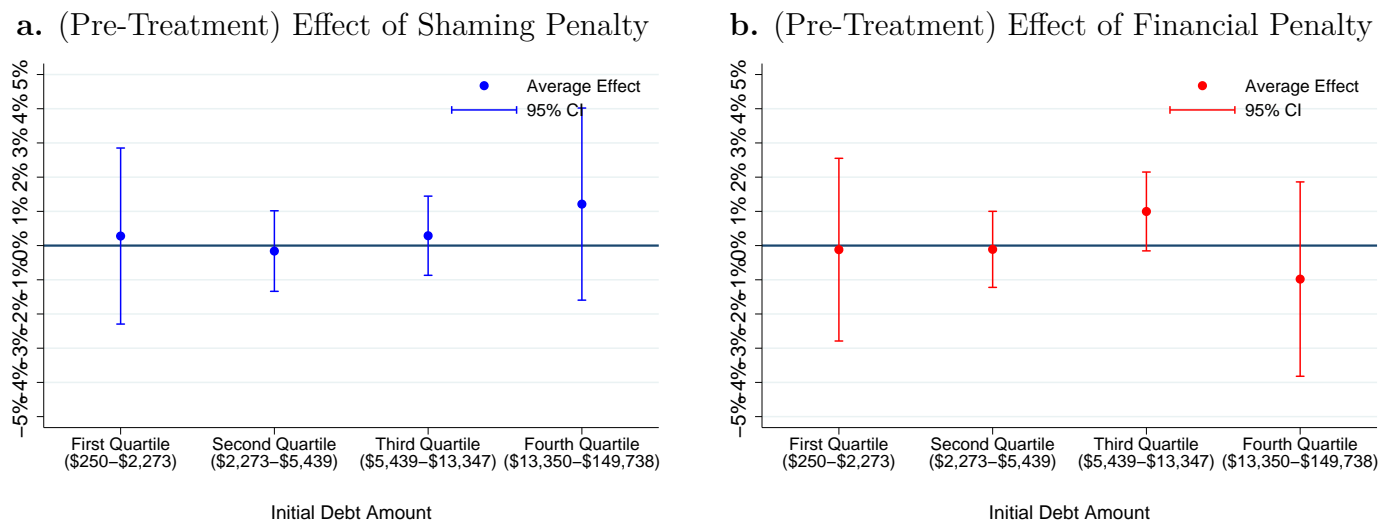 a. (Pre-Treatment) Effect of Shaming Penalty
Average Effect
95% CI
5%
4%
3%
2%
1%
0%
−1%
−2%
−3%
−4%
−5%
First Quartile
($250−$2,273)
Second Quartile
($2,273−$5,439)
Third Quartile
($5,439−$13,347)
Fourth Quartile
($13,350−$149,738)
Initial Debt Amount
b. (Pre-Treatment) Effect of Financial Penalty
Average Effect
95% CI
5%
4%
3%
2%
1%
0%
−1%
−2%
−3%
−4%
−5%
First Quartile
($250−$2,273)
Second Quartile
($2,273−$5,439)
Third Quartile
($5,439−$13,347)
Fourth Quartile
($13,350−$149,738)
Initial Debt Amount